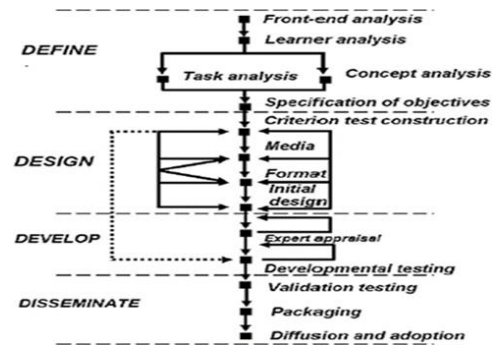 Front-end analysis
Learner analysis
DEFINE
Task analysis
Concept analysis
Specification of objectives
Criterion test construction
Media
DESIGN
Format
Initial
design
DEVELOP
Expert appraisal
Developmental testing
Validation testing
DISSEMINATE
Packaging
Diffusion and adoption